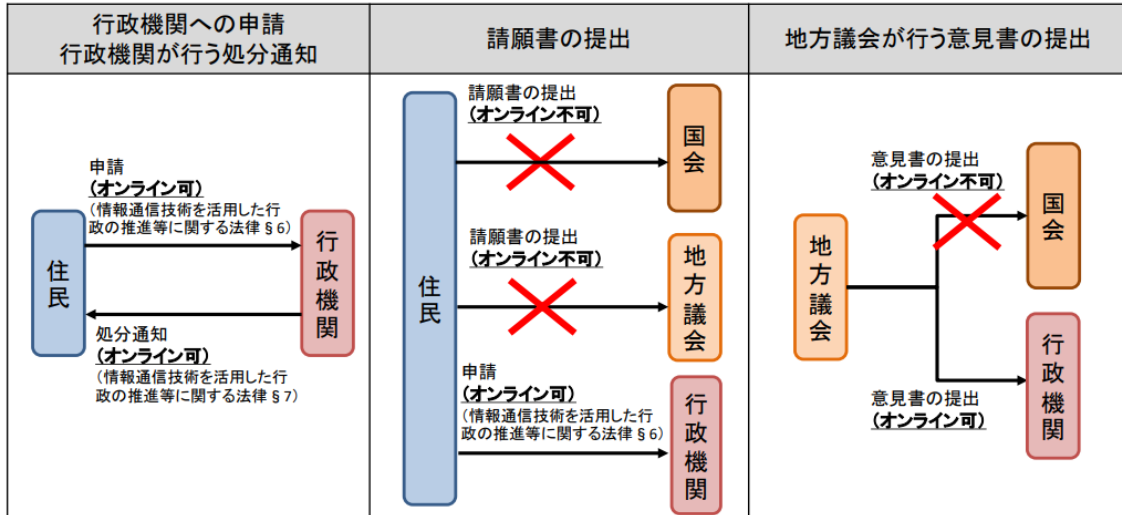 行政機関への申請
行政機関が行う処分通知
請願書の提出
地方議会が行う意見書の提出
申請
(オンライン可)
(情報通信技術を活用した行
政の推進等に関する法律§6)
住民
行政機関
処分通知
(オンライン可)
(情報通信技術を活用した行
政の推進等に関する法律§7)
住民
請願書の提出
(オンライン不可)
国会
請願書の提出
(オンライン不可)
地方議会
申請
(オンライン可)
(情報通信技術を活用した行
政の推進等に関する法律§6)
行政機関
地方議会
意見書の提出
(オンライン不可)
国会
行政機関
意見書の提出
(オンライン可)